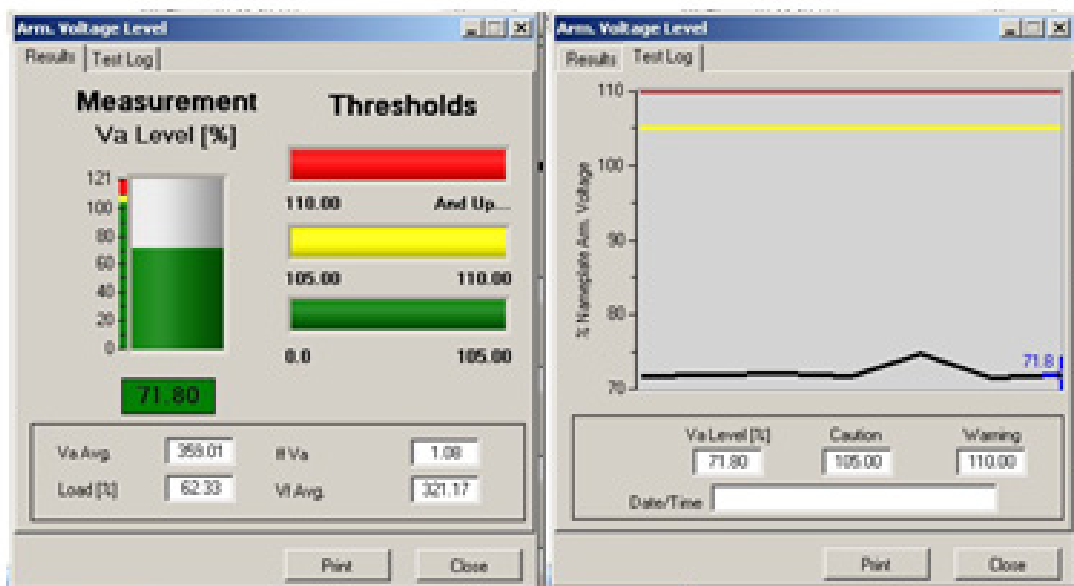 Arm. Voltage Level
Results
Test Log
Measurement
Va Level [%]
121
100
80
60
40
20
0
71.80
Thresholds
110.00 And Up...
105.00 110.00
0.0 105.00
Va Avg. 359.01
Rf Va 1.08
Load [%] 62.33
Vf Avg. 321.17
Print
Close
Arm. Voltage Level
Results
Test Log
% Nameplate Arm. Voltage
110
100
90
80
70
71.8
Va Level [%] Caution Warning
71.80 105.00 110.00
Date/Time
Print
Close